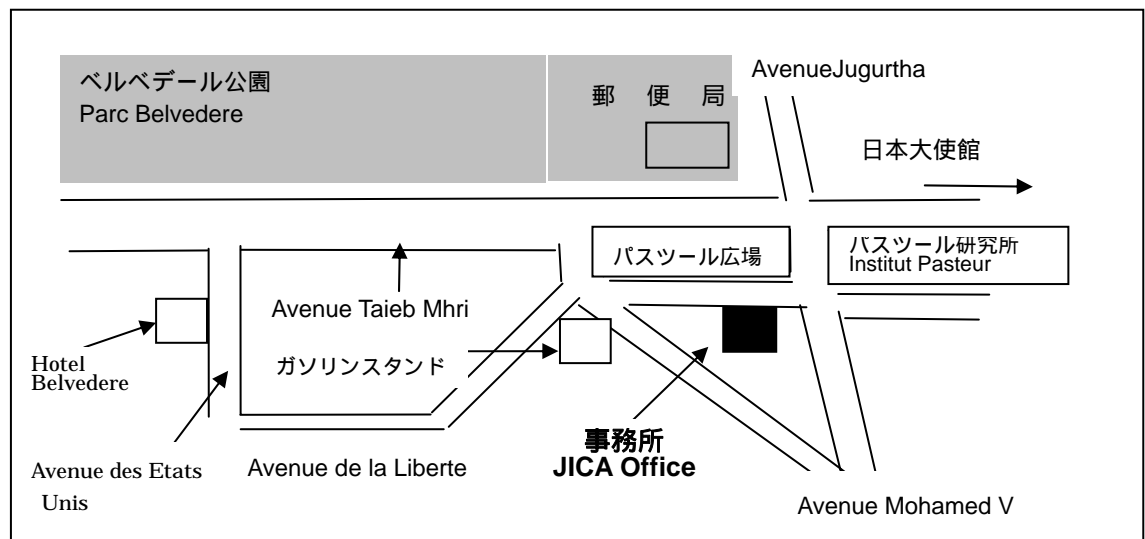 ベルベデール公園
Parc Belvedere
郵 便 局
AvenueJugurtha
日本大使館
パスツール広場
パスツール研究所
Institut Pasteur
Avenue Taieb Mhri
ガソリンスタンド
Hotel
Belvedere
事務所
JICA Office
Avenue des Etats
Unis
Avenue de la Liberte
Avenue Mohamed V